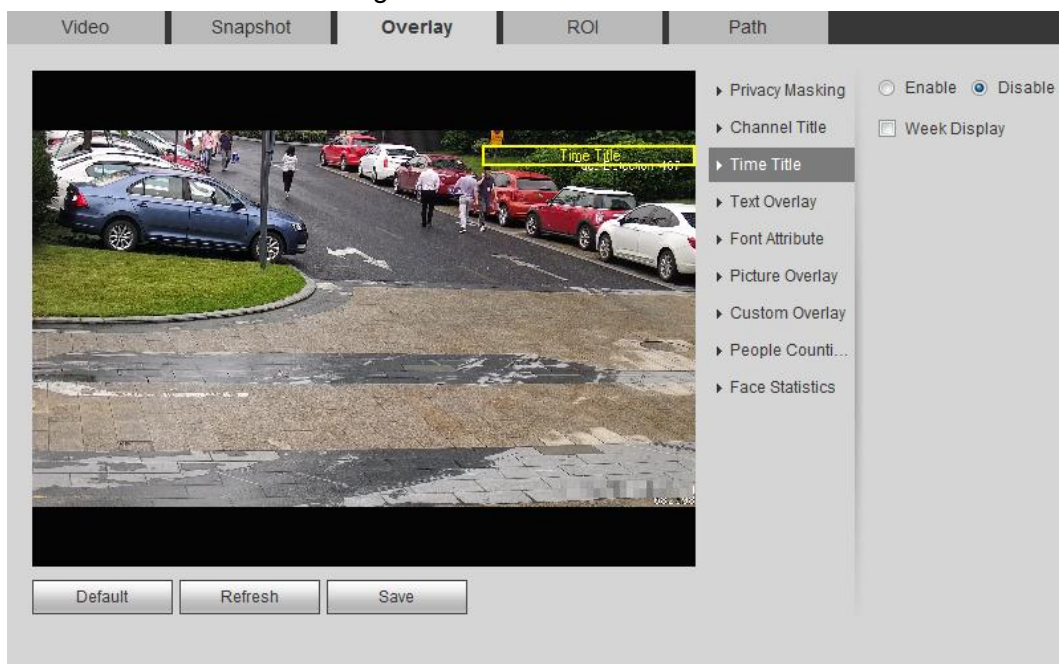 Video Snapshot Overlay ROI Path
Privacy Masking
Enable Disable
Channel Title
Week Display
Time Title
Time Title
Text Overlay
Font Attribute
Picture Overlay
Custom Overlay
People Counti...
Face Statistics
Default Refresh Save